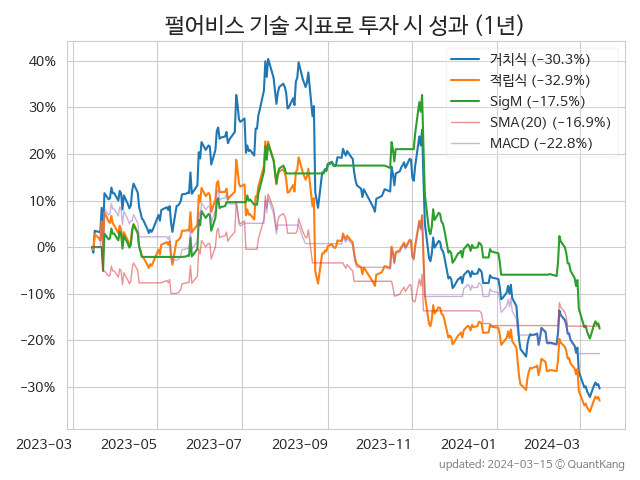 펄어비스 기술 지표로 투자 시 성과 (1년)
40%
30%
20%
10%
0%
−10%
−20%
−30%
거치식 (−30.3%)
적립식 (−32.9%)
SigM (−17.5%)
SMA(20) (−16.9%)
MACD (−22.8%)
2023−03
2023−05
2023−07
2023−09
2023−11
2024−01
2024−03
updated: 2024−03−15 ⓒ QuantKang